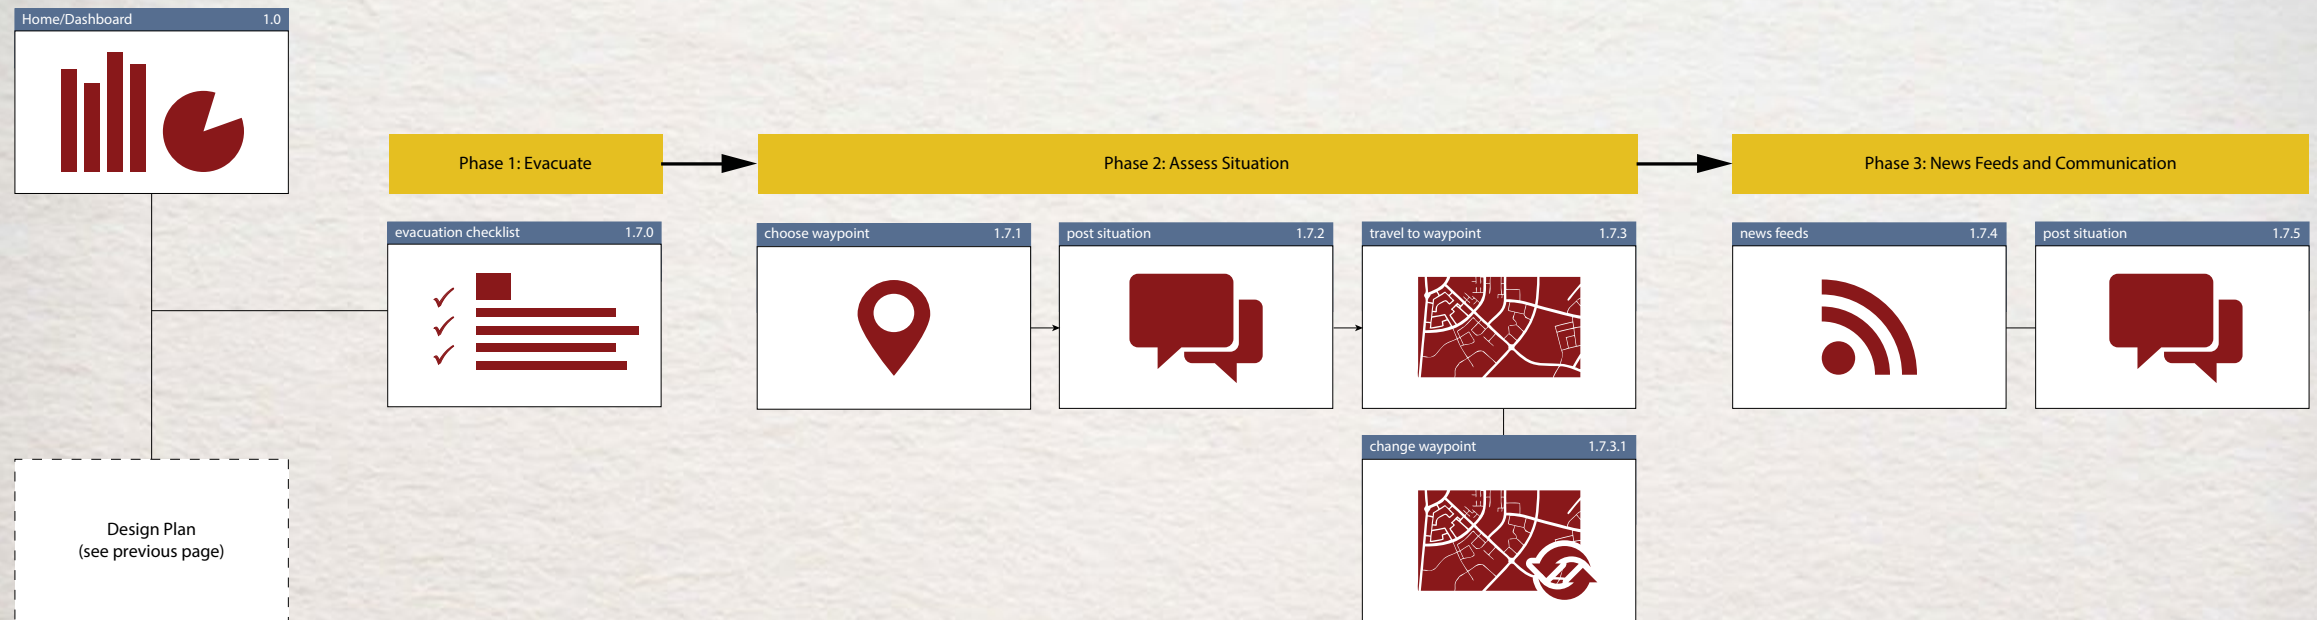 Home/Dashboard 1.0
Phase 1: Evacuate
Phase 2: Assess Situation
Phase 3: News Feeds and Communication
evacuation checklist 1.7.0
choose waypoint 1.7.1
post situation 1.7.2
travel to waypoint 1.7.3
news feeds 1.7.4
post situation 1.7.5
change waypoint 1.7.3.1
Design Plan
(see previous page)